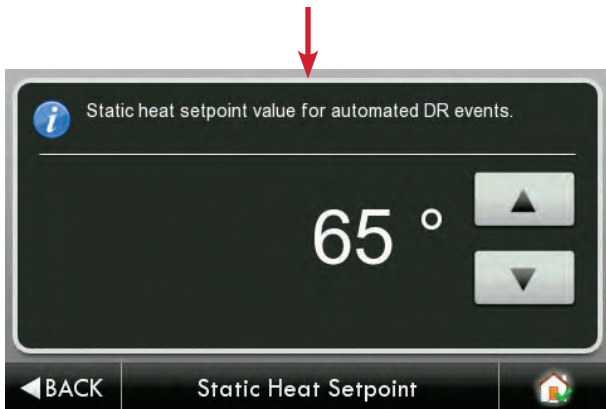 Static heat setpoint value for automated DR events.
65 °
BACK
Static Heat Setpoint